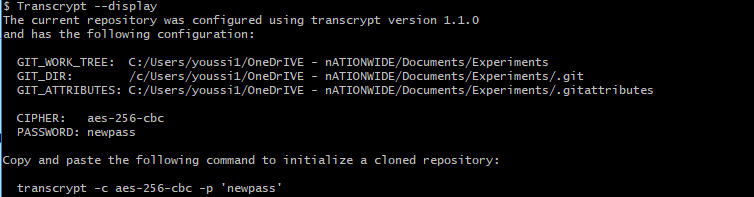 $ Transcrypt --display
The current repository was configured using transcrypt version 1.1.0
and has the following configuration:
GIT_WORK_TREE: C:/Users/youssi1/OneDrIVE - nATIONWIDE/Documents/Experiments
GIT_DIR: /c/Users/youssi1/OneDrIVE - nATIONWIDE/Documents/Experiments/.git
GIT_ATTRIBUTES: C:/Users/youssi1/OneDrIVE - nATIONWIDE/Documents/Experiments/.gitattributes
CIPHER: aes-256-cbc
PASSWORD: newpass
Copy and paste the following command to initialize a cloned repository:
transcrypt -c aes-256-cbc -p 'newpass'